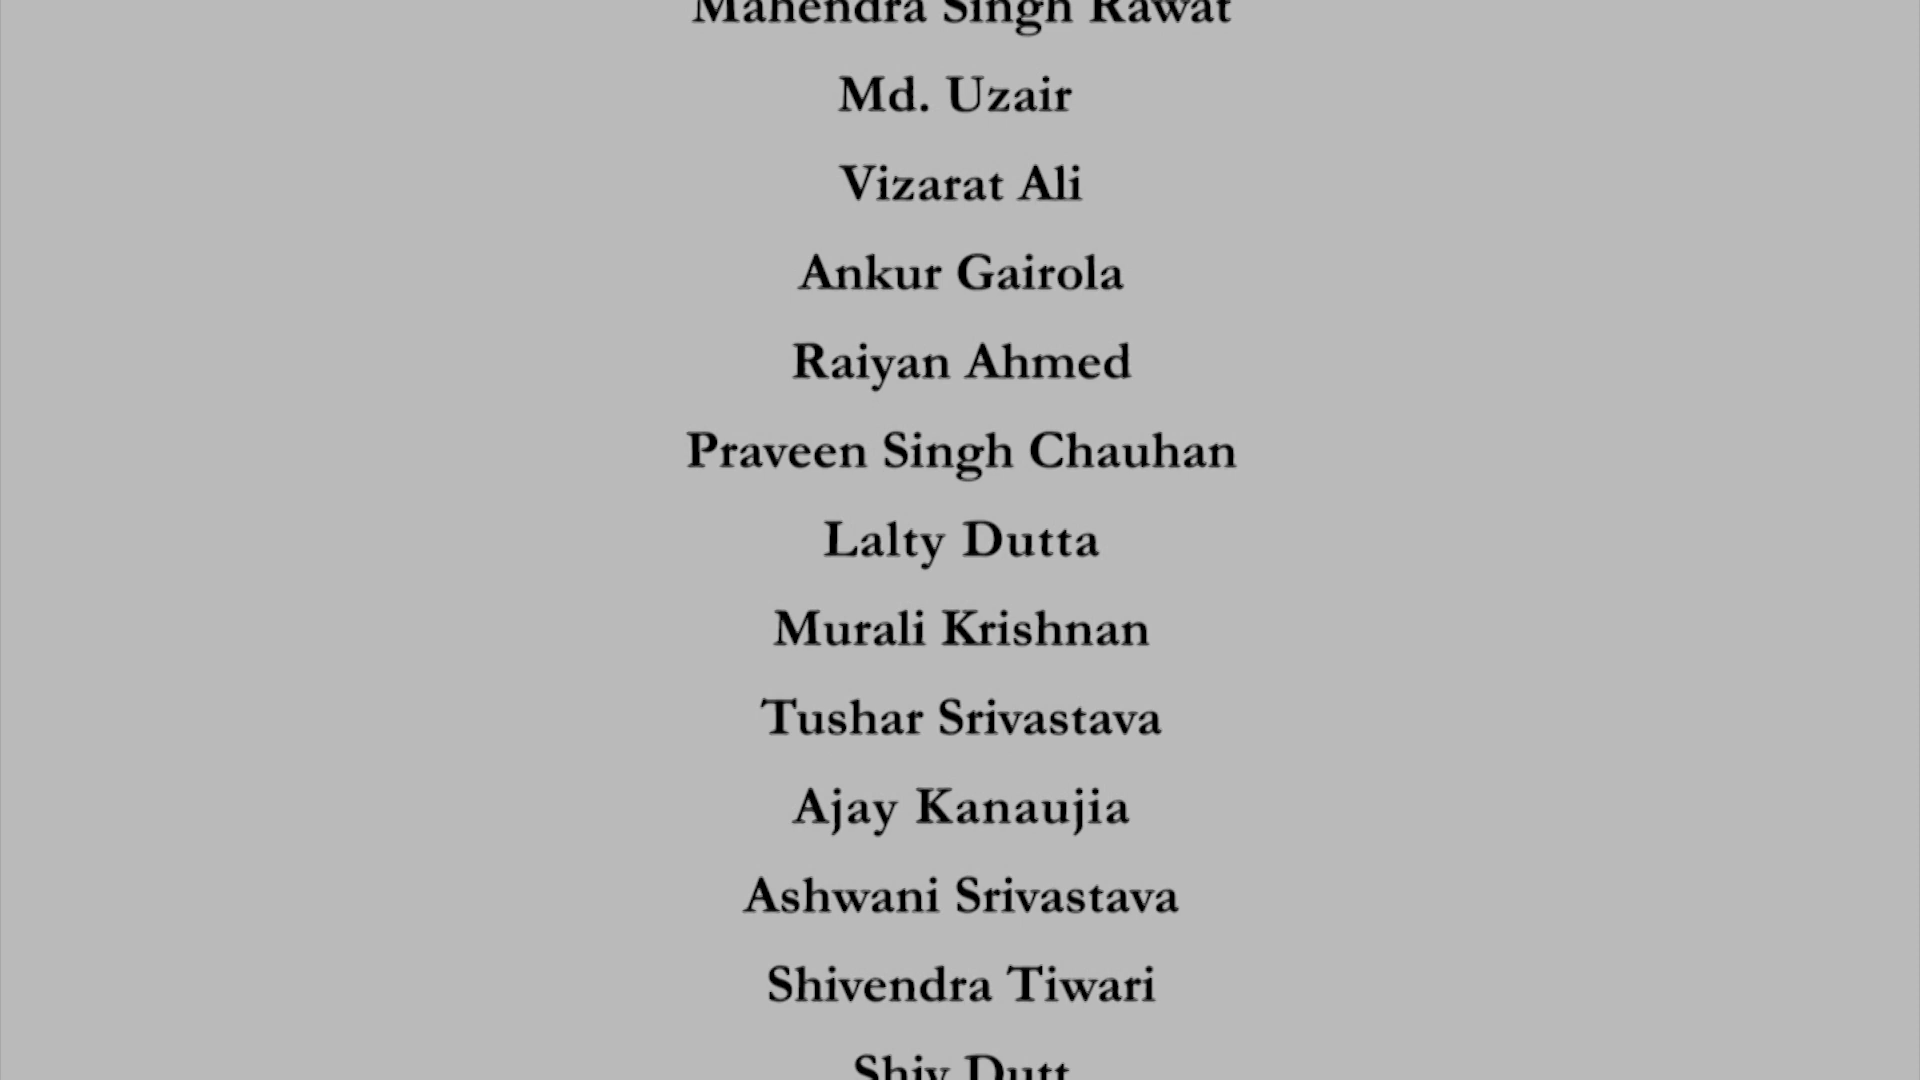 Mahendra Singh Rawat
Md. Uzair
Vizarat Ali
Ankur Gairola
Raiyan Ahmed
Praveen Singh Chauhan
Lalty Dutta
Murali Krishnan
Tushar Srivastava
Ajay Kanaujia
Ashwani Srivastava
Shivendra Tiwari
Shiv Dutt